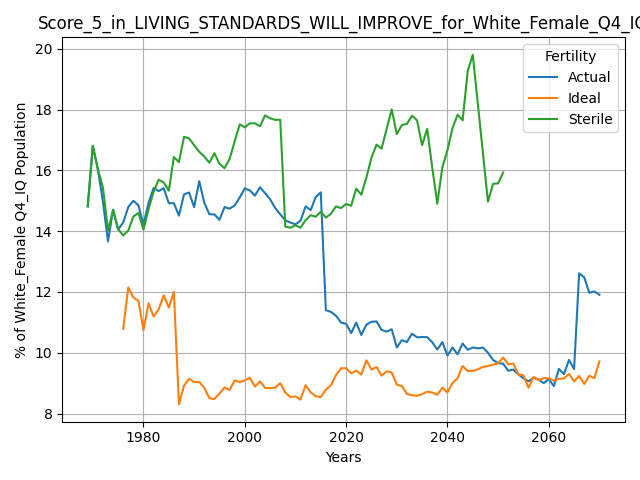 Score_5_in_LIVING_STANDARDS_WILL_IMPROVE_for_White_Female_Q4_IQ
Fertility
Actual
Ideal
Sterile
% of White_Female Q4_IQ Population
20
18
16
14
12
10
8
1980 2000 2020 2040 2060
Years